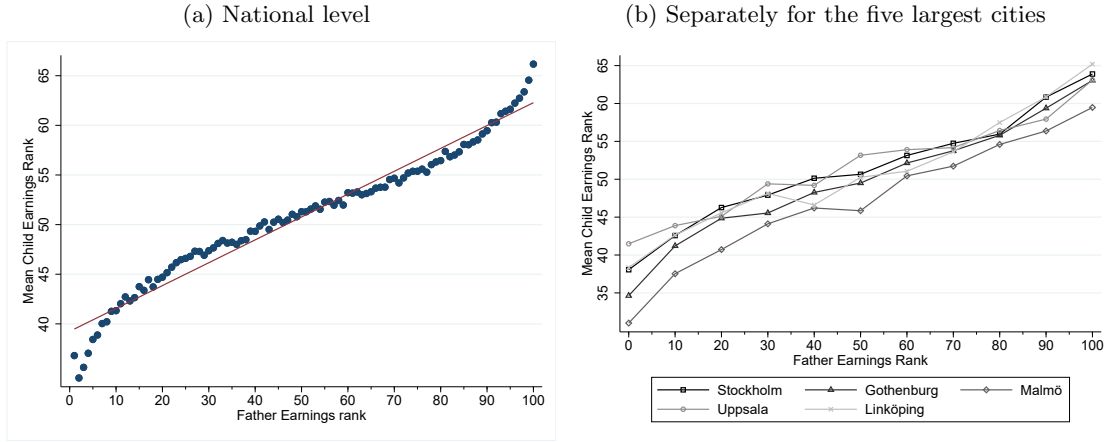 (a) National level
65
60
55
50
45
40
Mean Child Earnings Rank
0 10 20 30 40 50 60 70 80 90 100
Father Earnings rank
(b) Separately for the five largest cities
65
60
55
50
45
40
35
Mean Child Earnings Rank
0 10 20 30 40 50 60 70 80 90 100
Father Earnings Rank
Stockholm Gothenburg Malmö
Uppsala Linköping